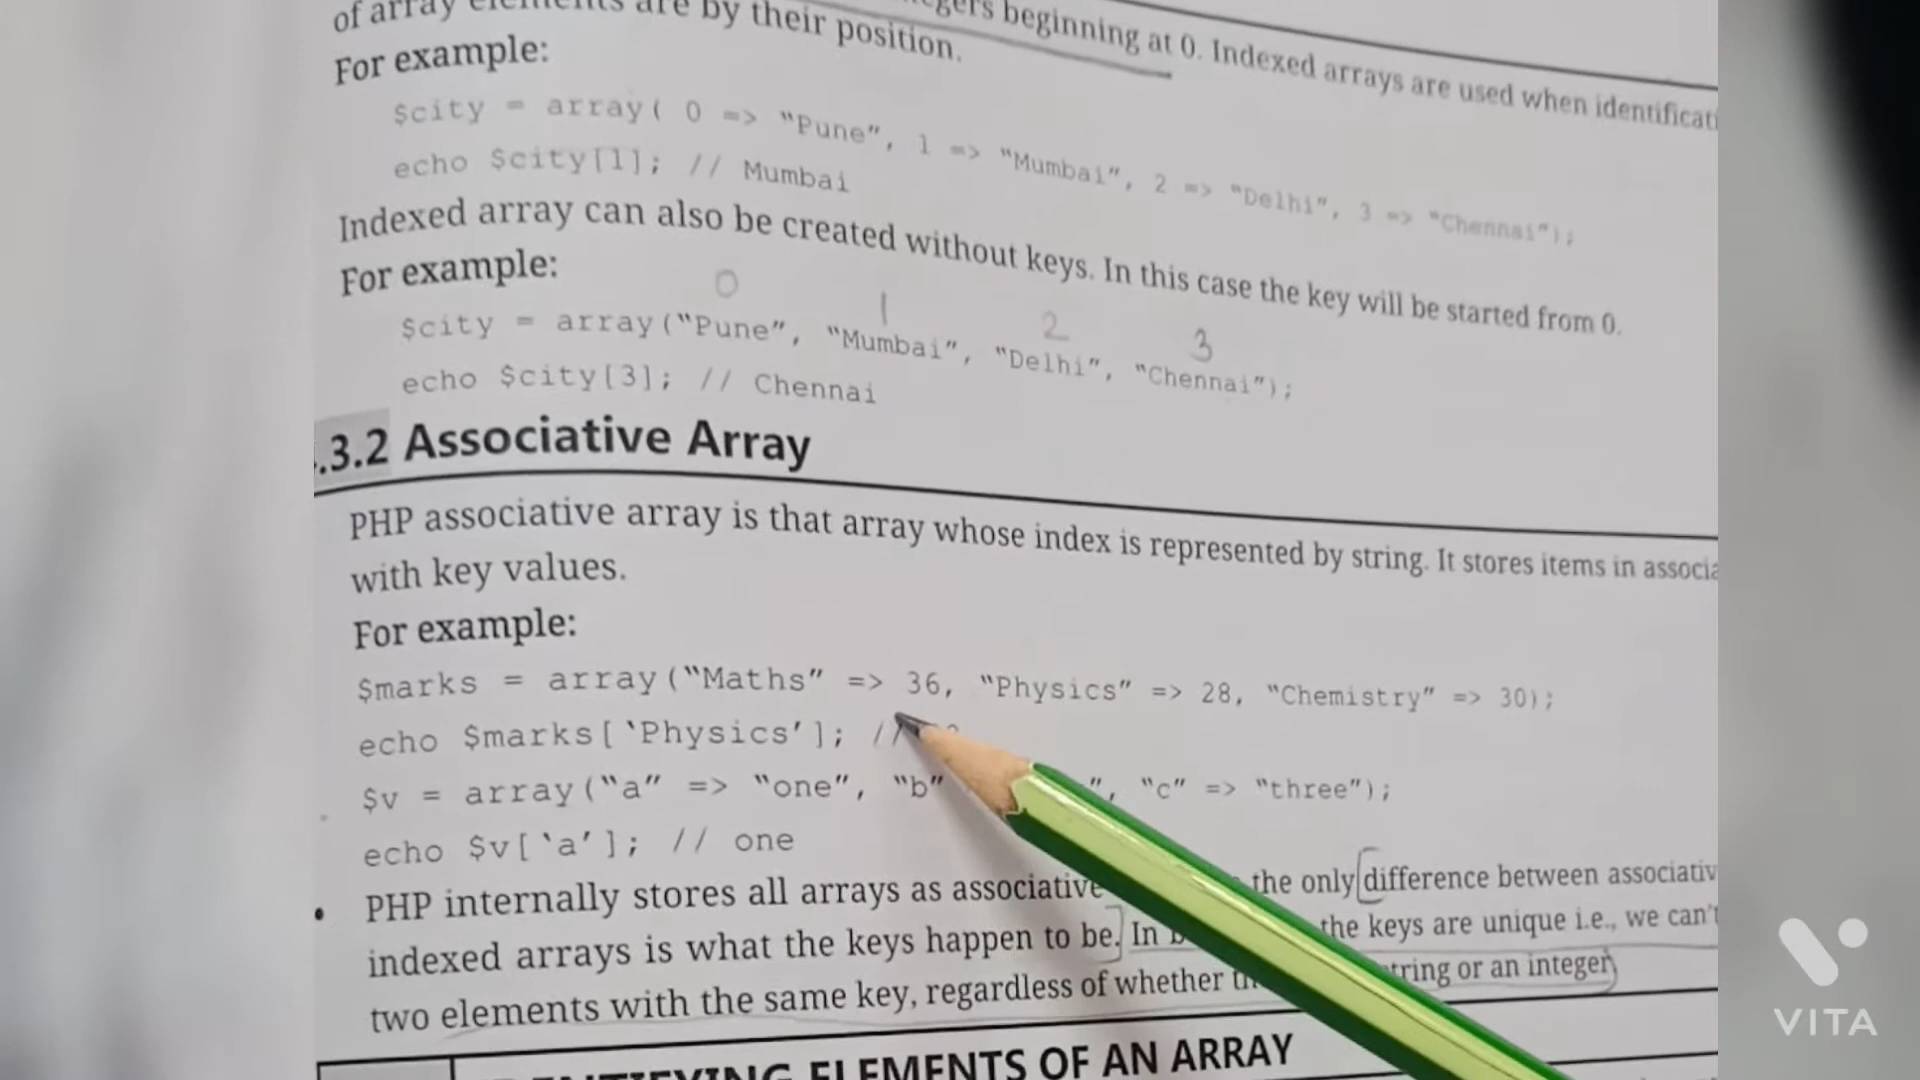 of array elements are by their position. beginning at 0. Indexed arrays are used when
For example:
$city = array( 0 => "Pune", 1 => "Mumbai", 2 => "Delhi", 3 => "Chennai");
echo $city[1]; // Mumbai
Indexed array can also be created without keys. In this case the key will be started from 0.
For example:
0 1 2 3
$city = array("Pune", "Mumbai", "Delhi", "Chennai");
echo $city[3]; // Chennai
.3.2 Associative Array
PHP associative array is that array whose index is represented by string. It stores items in
with key values.
For example:
$marks = array("Maths" => 36, "Physics" => 28, "Chemistry" => 30);
echo $marks[‘Physics’]; //
$v = array("a" => "one", "b" ", "c" => "three");
echo $v[‘a’]; // one
• PHP internally stores all arrays as associative the only difference between
indexed arrays is what the keys happen to be. In the keys are unique i.e., we can't
two elements with the same key, regardless of whether string or an integer
ELEMENTS OF AN ARRAY
VITA